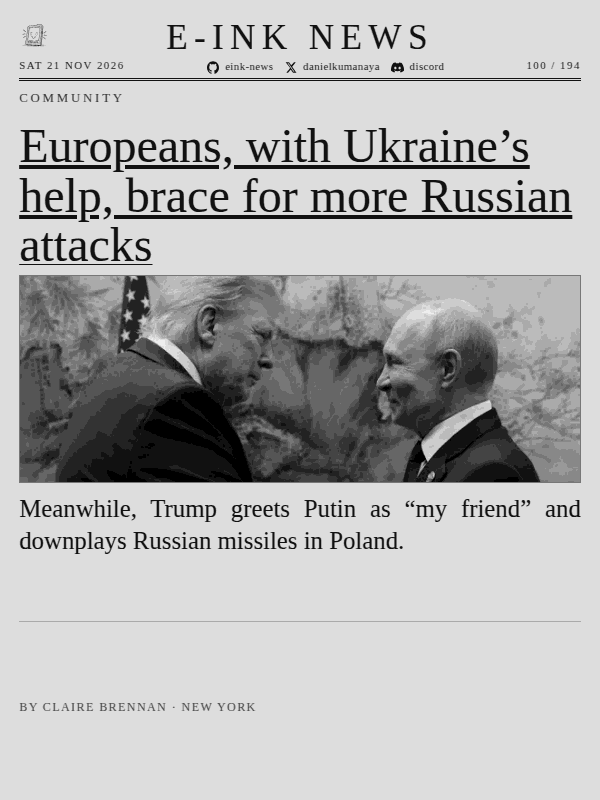 E-INK NEWS
SAT 21 NOV 2026
eink-news
danielkumanaya
discord
100 / 194
COMMUNITY
Europeans, with Ukraine’s
help, brace for more Russian
attacks
Meanwhile, Trump greets Putin as “my friend” and
downplays Russian missiles in Poland.
BY CLAIRE BRENNAN · NEW YORK